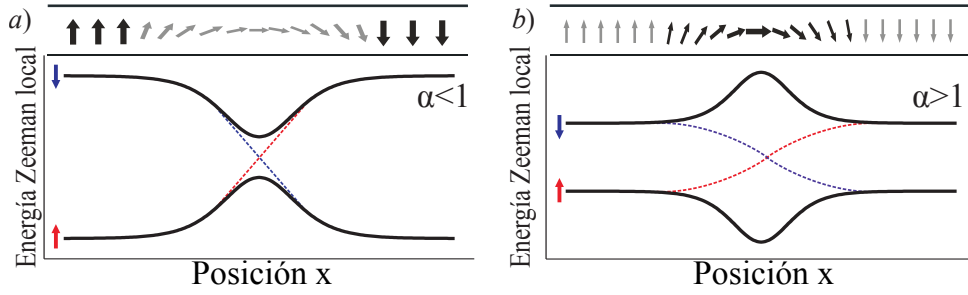 a)
Energía Zeeman local
α<1
Posición x
b)
Energía Zeeman local
α>1
Posición x